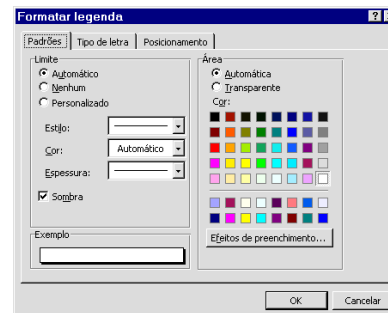 Formatar legenda
Padrões Tipo de letra Posicionamento
Limite
Automático
Nenhum
Personalizado
Estilo:
Cor: Automático
Espessura:
Sombra
Exemplo
Área
Automática
Transparente
Cor:
Efeitos de preenchimento...
OK Cancelar